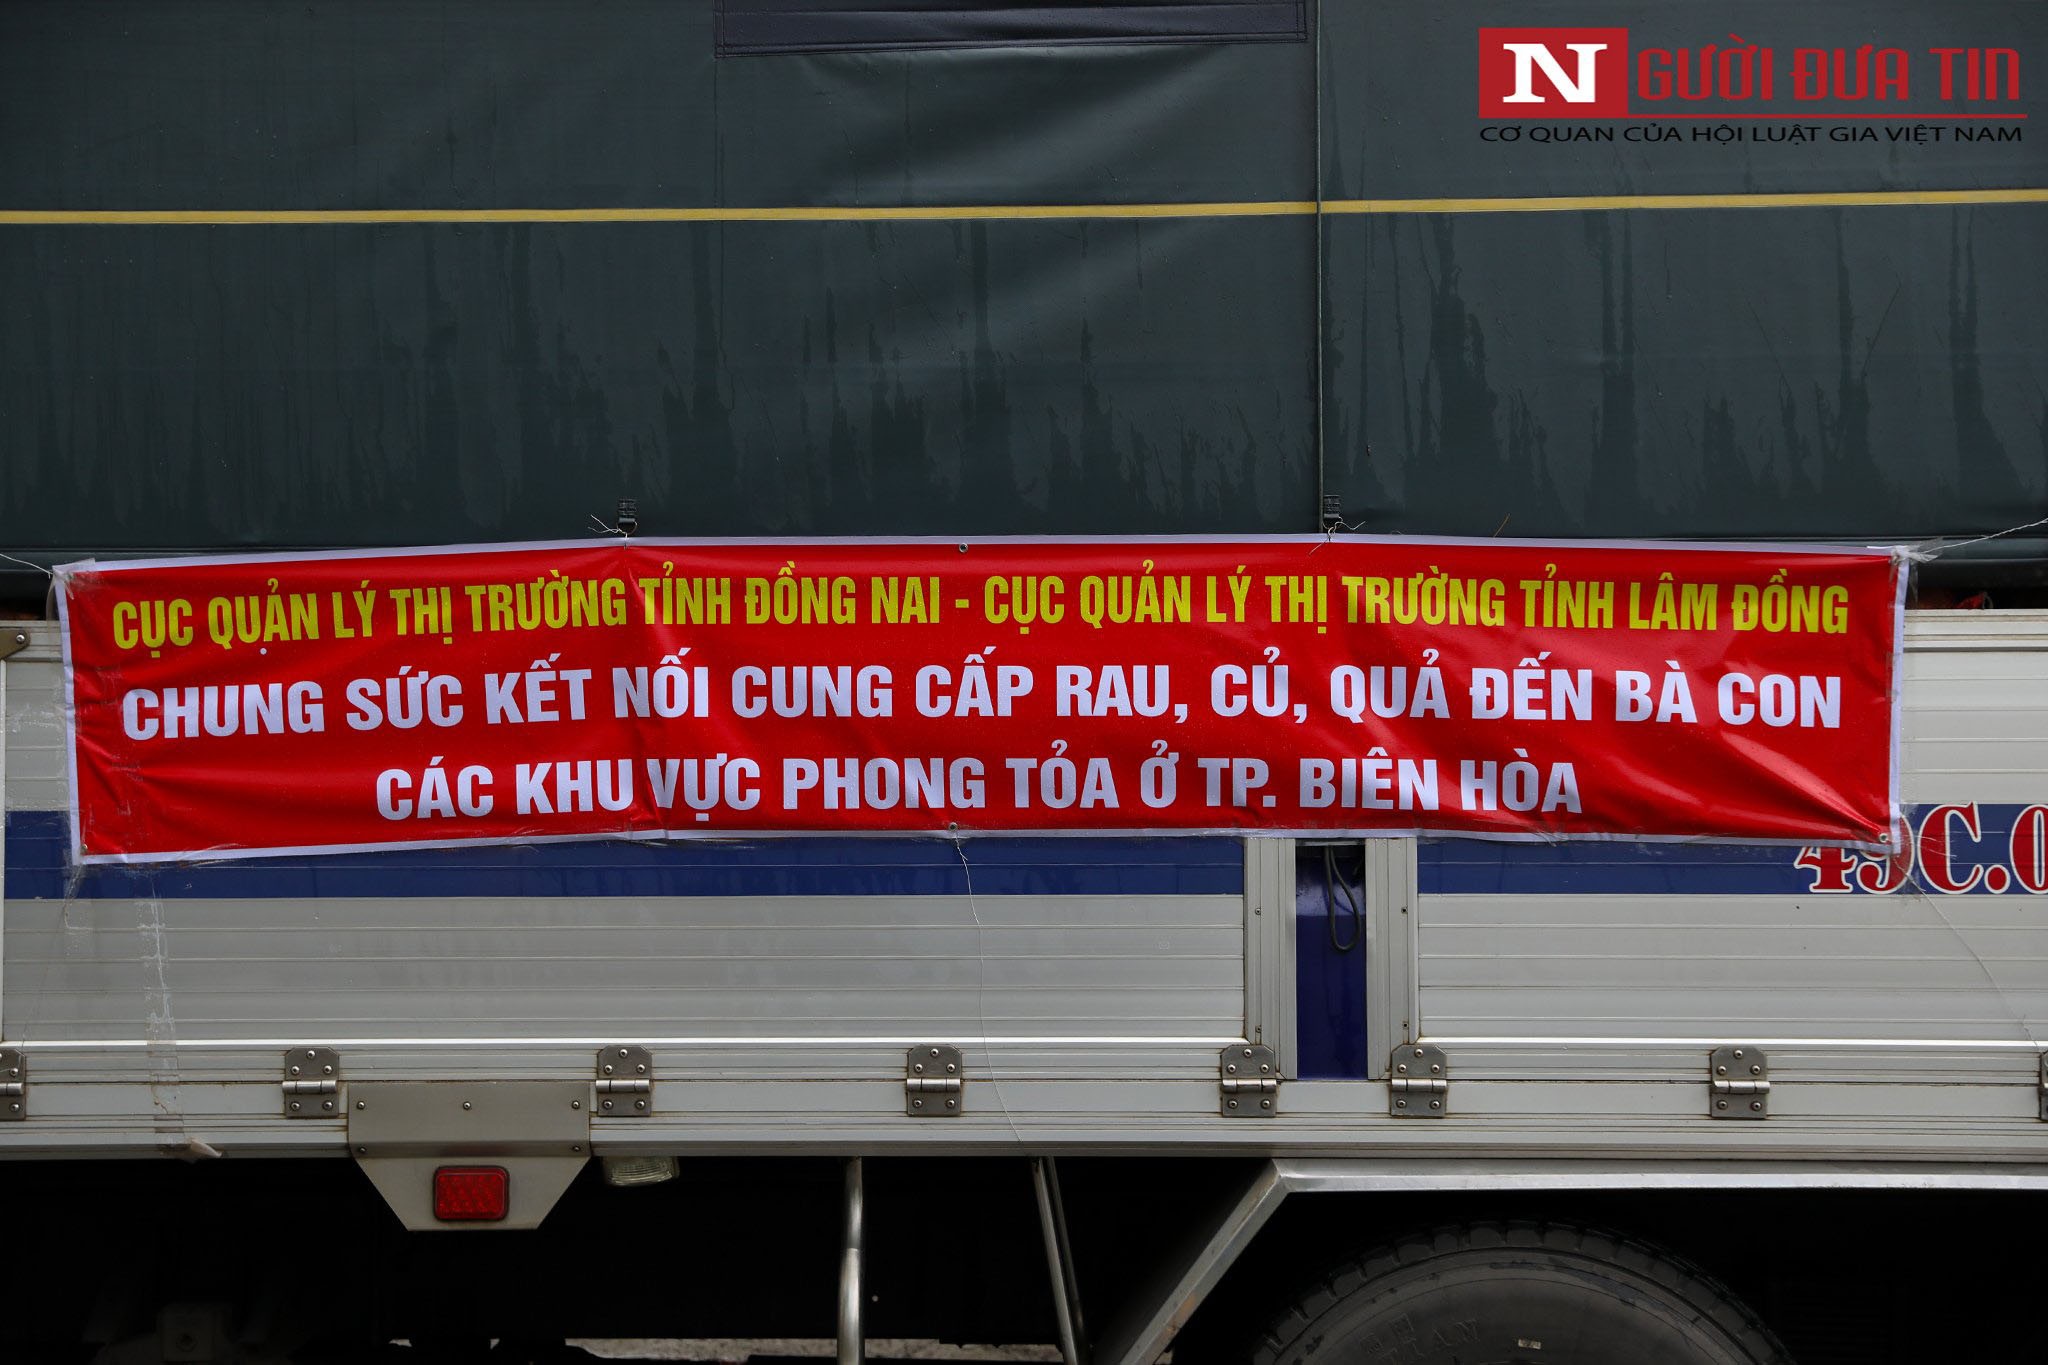 NGƯỜI ĐƯA TIN
CƠ QUAN CỦA HỘI LUẬT GIA VIỆT NAM
CỤC QUẢN LÝ THỊ TRƯỜNG TỈNH ĐỒNG NAI - CỤC QUẢN LÝ THỊ TRƯỜNG TỈNH LÂM ĐỒNG
CHUNG SỨC KẾT NỐI CUNG CẤP RAU, CỦ, QUẢ ĐẾN BÀ CON
CÁC KHU VỰC PHONG TỎA Ở TP. BIÊN HÒA
49C.0